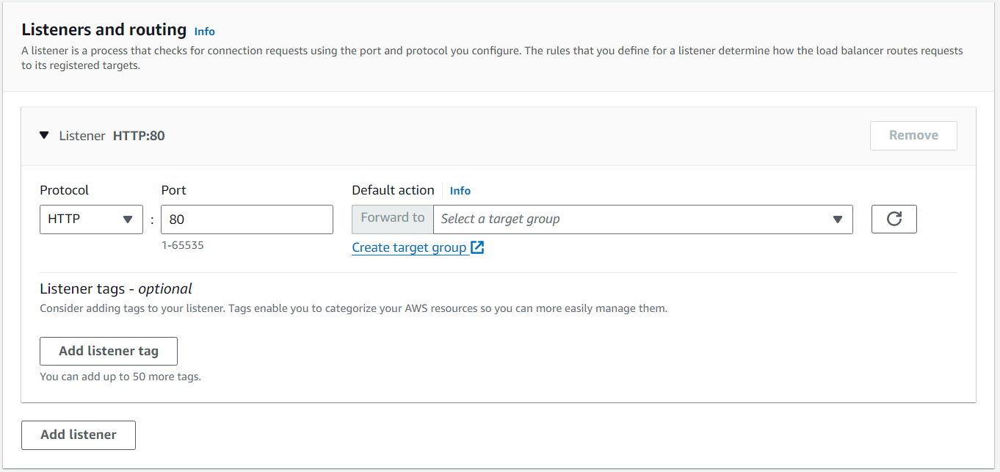 Listeners and routing Info
A listener is a process that checks for connection requests using the port and protocol you configure. The rules that you define for a listener determine how the load balancer routes requests
to its registered targets.
Listener HTTP:80
Remove
Protocol Port Default action Info
HTTP : 80 Forward to Select a target group
1-65535
Create target group
Listener tags - optional
Consider adding tags to your listener. Tags enable you to categorize your AWS resources so you can more easily manage them.
Add listener tag
You can add up to 50 more tags.
Add listener